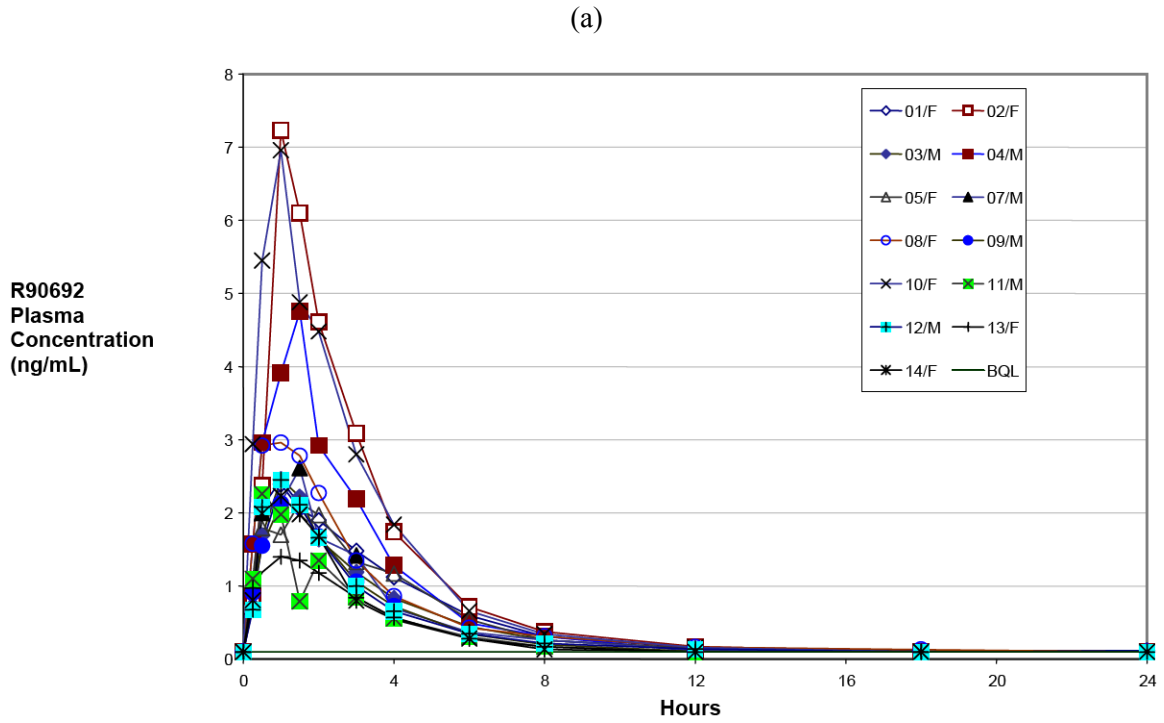 (a)
R90692
Plasma
Concentration
(ng/mL)
8
7
6
5
4
3
2
1
0
01/F 02/F
03/M 04/M
05/F 07/M
08/F 09/M
10/F 11/M
12/M 13/F
14/F BQL
0 4 8 12 16 20 24
Hours